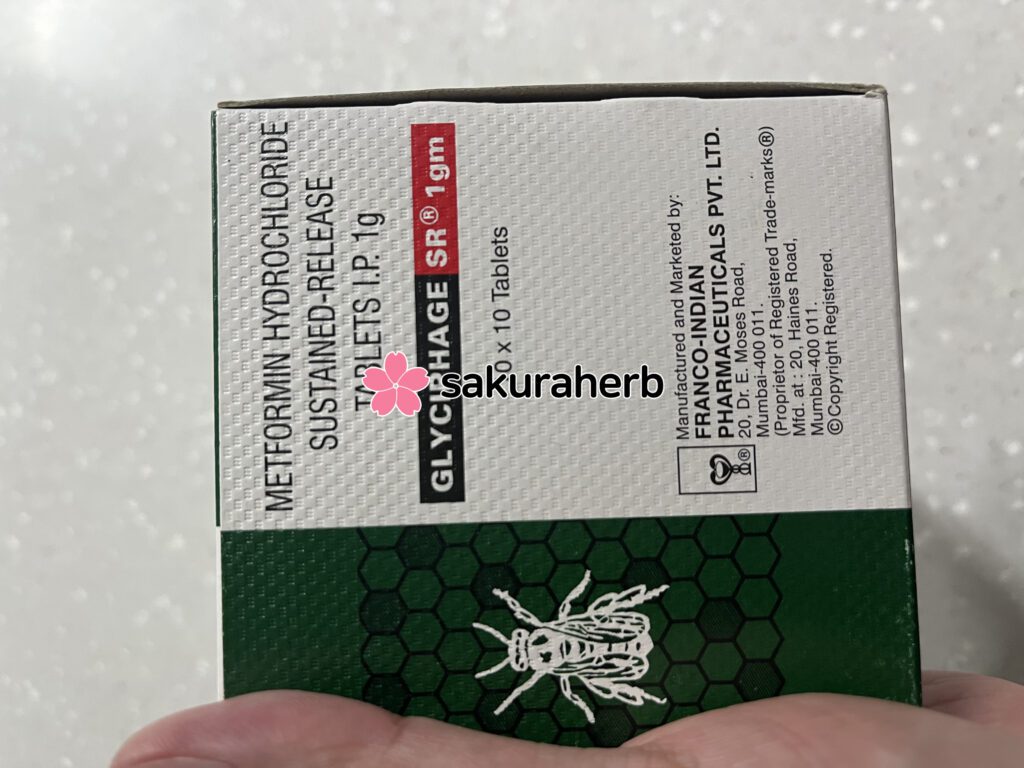 METFORMIN HYDROCHLORIDE
SUSTAINED-RELEASE
TABLETS I.P. 1g
GLYCIPHAGE SR® 1gm
0 x 10 Tablets
sakuraherb
Manufactured and Marketed by:
FRANCO-INDIAN
PHARMACEUTICALS PVT. LTD.
20, Dr. E. Moses Road,
Mumbai-400 011.
(Proprietor of Registered Trade-marks®)
Mfd. at : 20, Haines Road,
Mumbai-400 011.
©Copyright Registered.
®